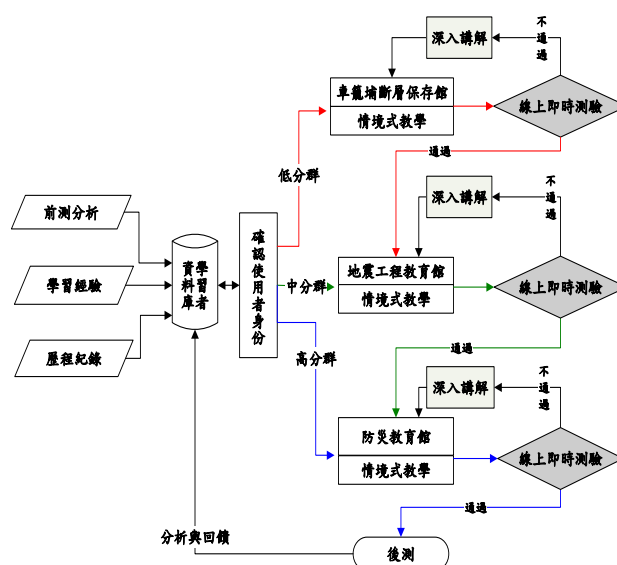 深入講解
不通過
車籠埔斷層保存館
情境式教學
線上即時測驗
低分群
通過
前測分析
學習經驗
歷程紀錄
學習者
資料庫
確認使用者身份
深入講解
不通過
中分群
地震工程教育館
情境式教學
線上即時測驗
高分群
通過
深入講解
不通過
防災教育館
情境式教學
線上即時測驗
通過
分析與回饋
後測